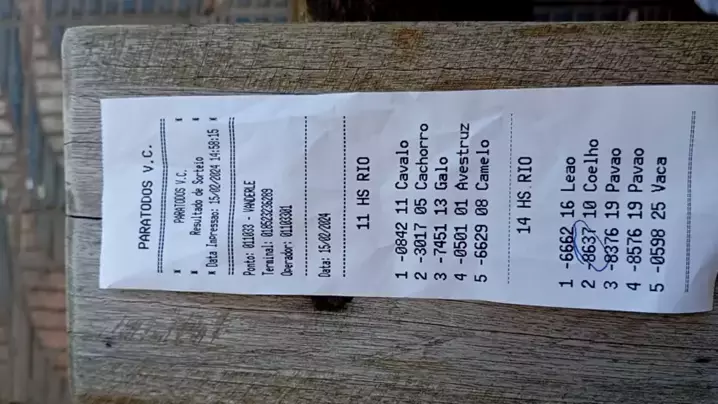 PARATODOS V.C.
* PARATODOS V.C. *
* Resultado de Sorteio *
* Data Impressao: 15/02/2024 14:58:15 *
Ponto: 011033 - VANDERLE
Terminal: 018523236289
Operador: 01103301
Data: 15/02/2024
11 HS RIO
1 -0842 11 Cavalo
2 -3017 05 Cachorro
3 -7451 13 Galo
4 -0501 01 Avestruz
5 -6629 08 Camelo
14 HS RIO
1 -6662 16 Leao
2 -8637 10 Coelho
3 -8376 19 Pavao
4 -8576 19 Pavao
5 -0598 25 Vaca